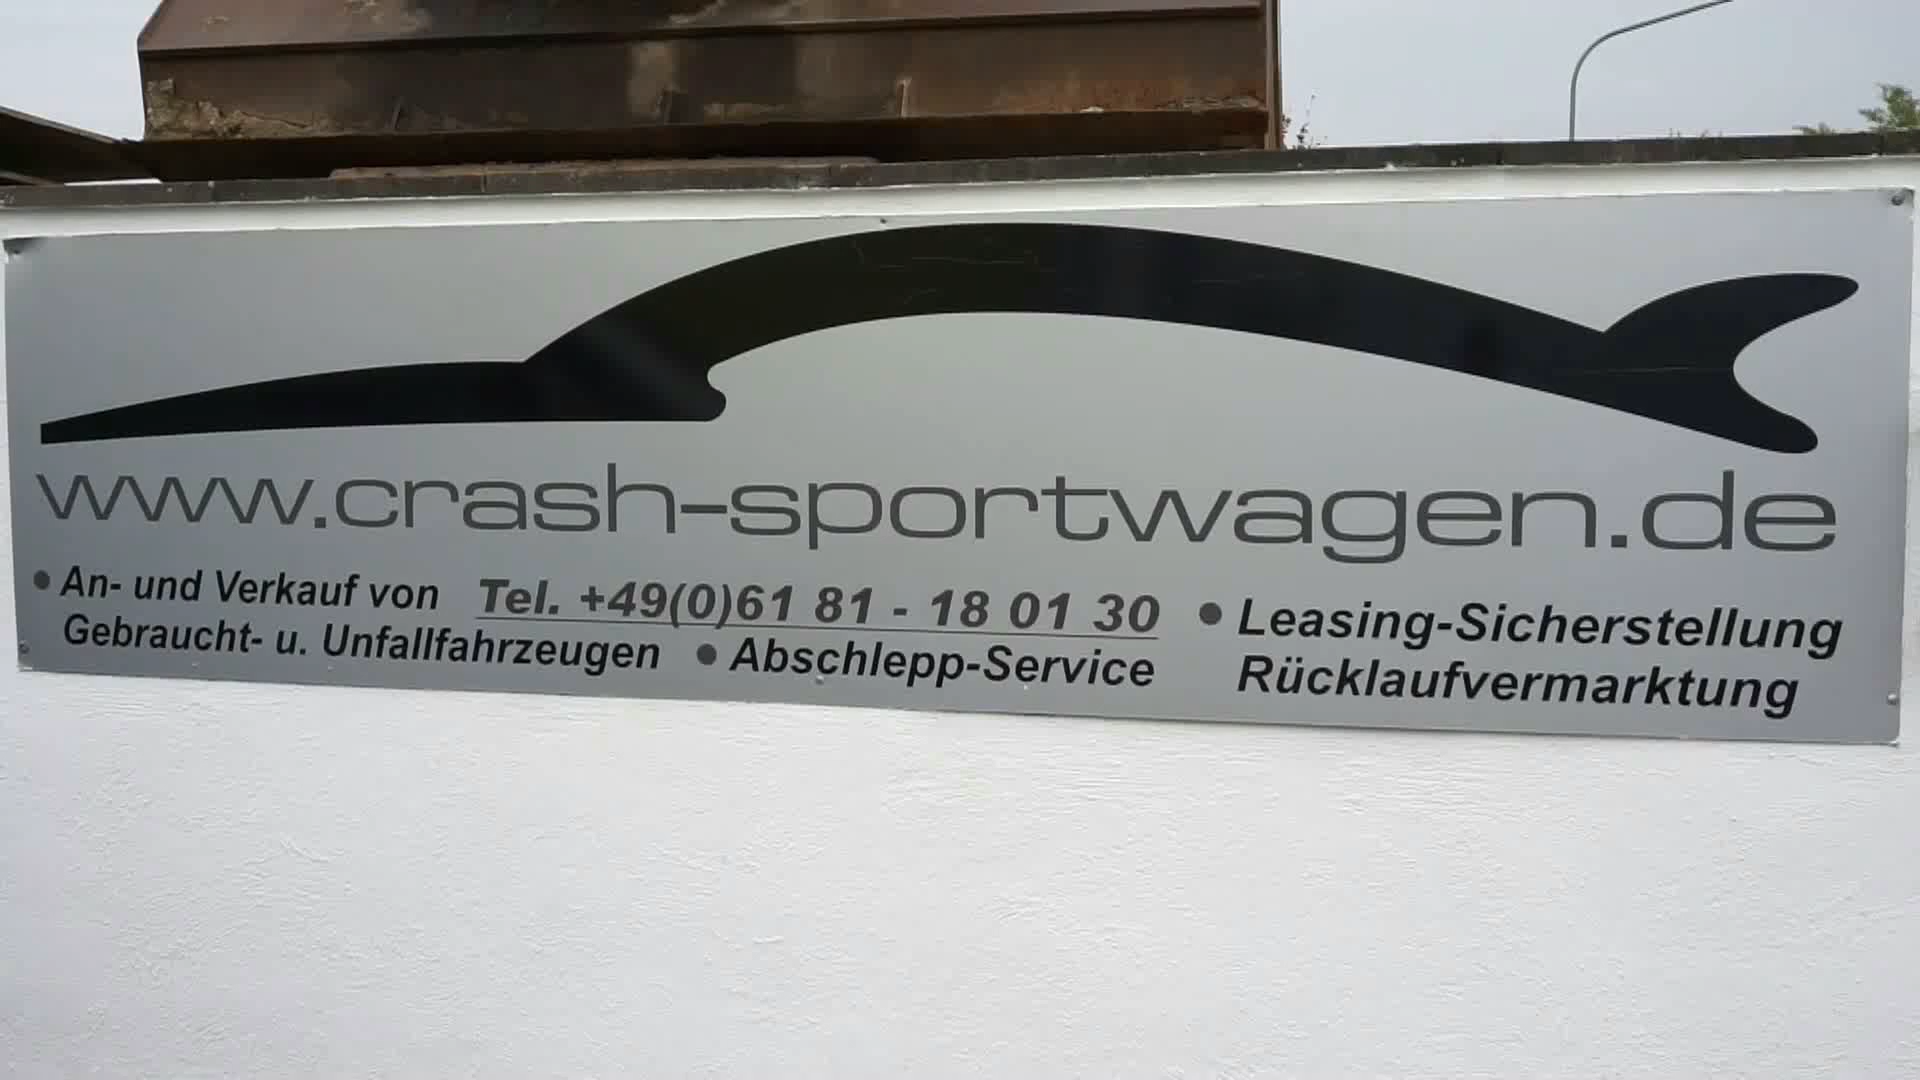 www.crash-sportwagen.de
• An- und Verkauf von
Gebraucht- u. Unfallfahrzeugen
Tel. +49(0)61 81 - 18 01 30
• Abschlepp-Service
• Leasing-Sicherstellung
Rücklaufvermarktung